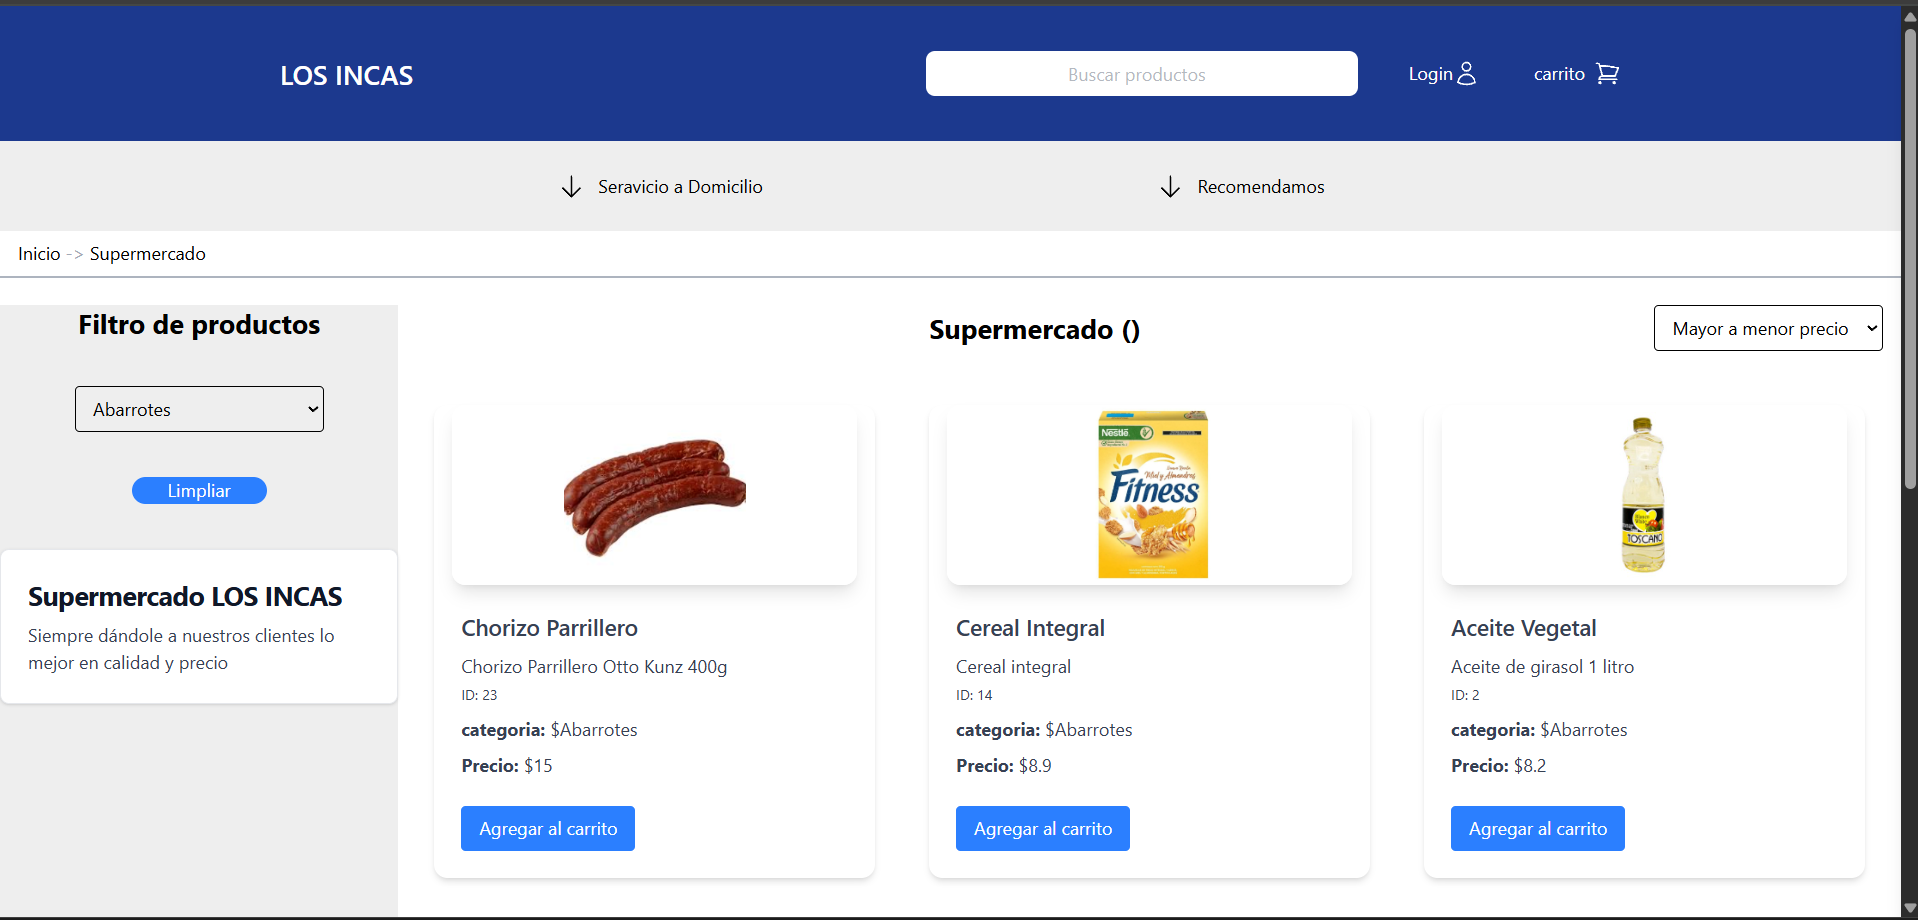 LOS INCAS
Buscar productos
Login
carrito
Seravicio a Domicilio
Recomendamos
Inicio -> Supermercado
Filtro de productos
Abarrotes
Limpliar
Supermercado LOS INCAS
Siempre dándole a nuestros clientes lo
mejor en calidad y precio
Supermercado ()
Mayor a menor precio
Chorizo Parrillero
Chorizo Parrillero Otto Kunz 400g
ID: 23
categoria: $Abarrotes
Precio: $15
Agregar al carrito
Nestlé
Miel y Almendras
Fitness
Cereal Integral
Cereal integral
ID: 14
categoria: $Abarrotes
Precio: $8.9
Agregar al carrito
TOSCANO
Aceite Vegetal
Aceite de girasol 1 litro
ID: 2
categoria: $Abarrotes
Precio: $8.2
Agregar al carrito